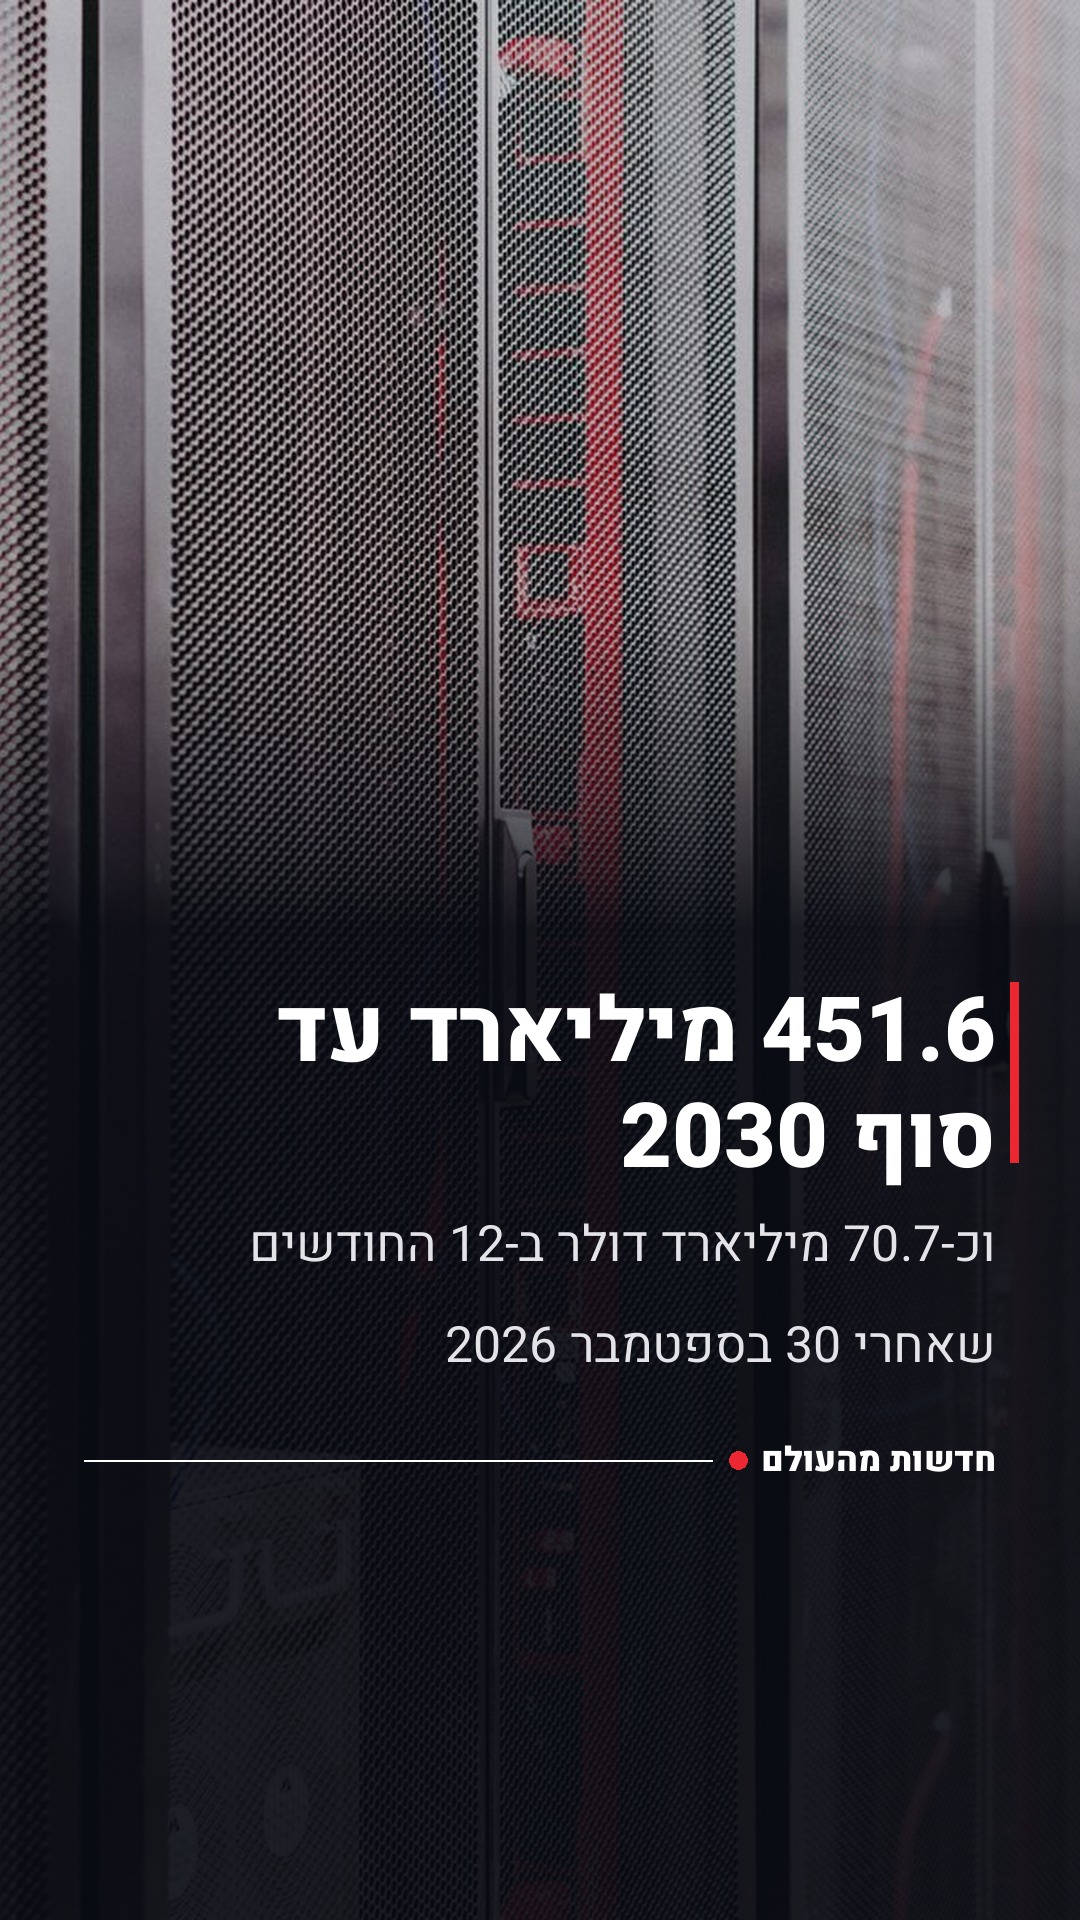 451.6 מיליארד עד
סוף 2030
וכ-70.7 מיליארד דולר ב-12 החודשים
שאחרי 30 בספטמבר 2026
חדשות מהעולם